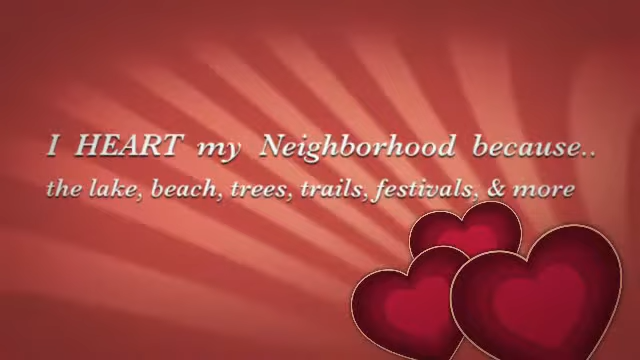 I HEART my Neighborhood because..
the lake, beach, trees, trails, festivals, & more